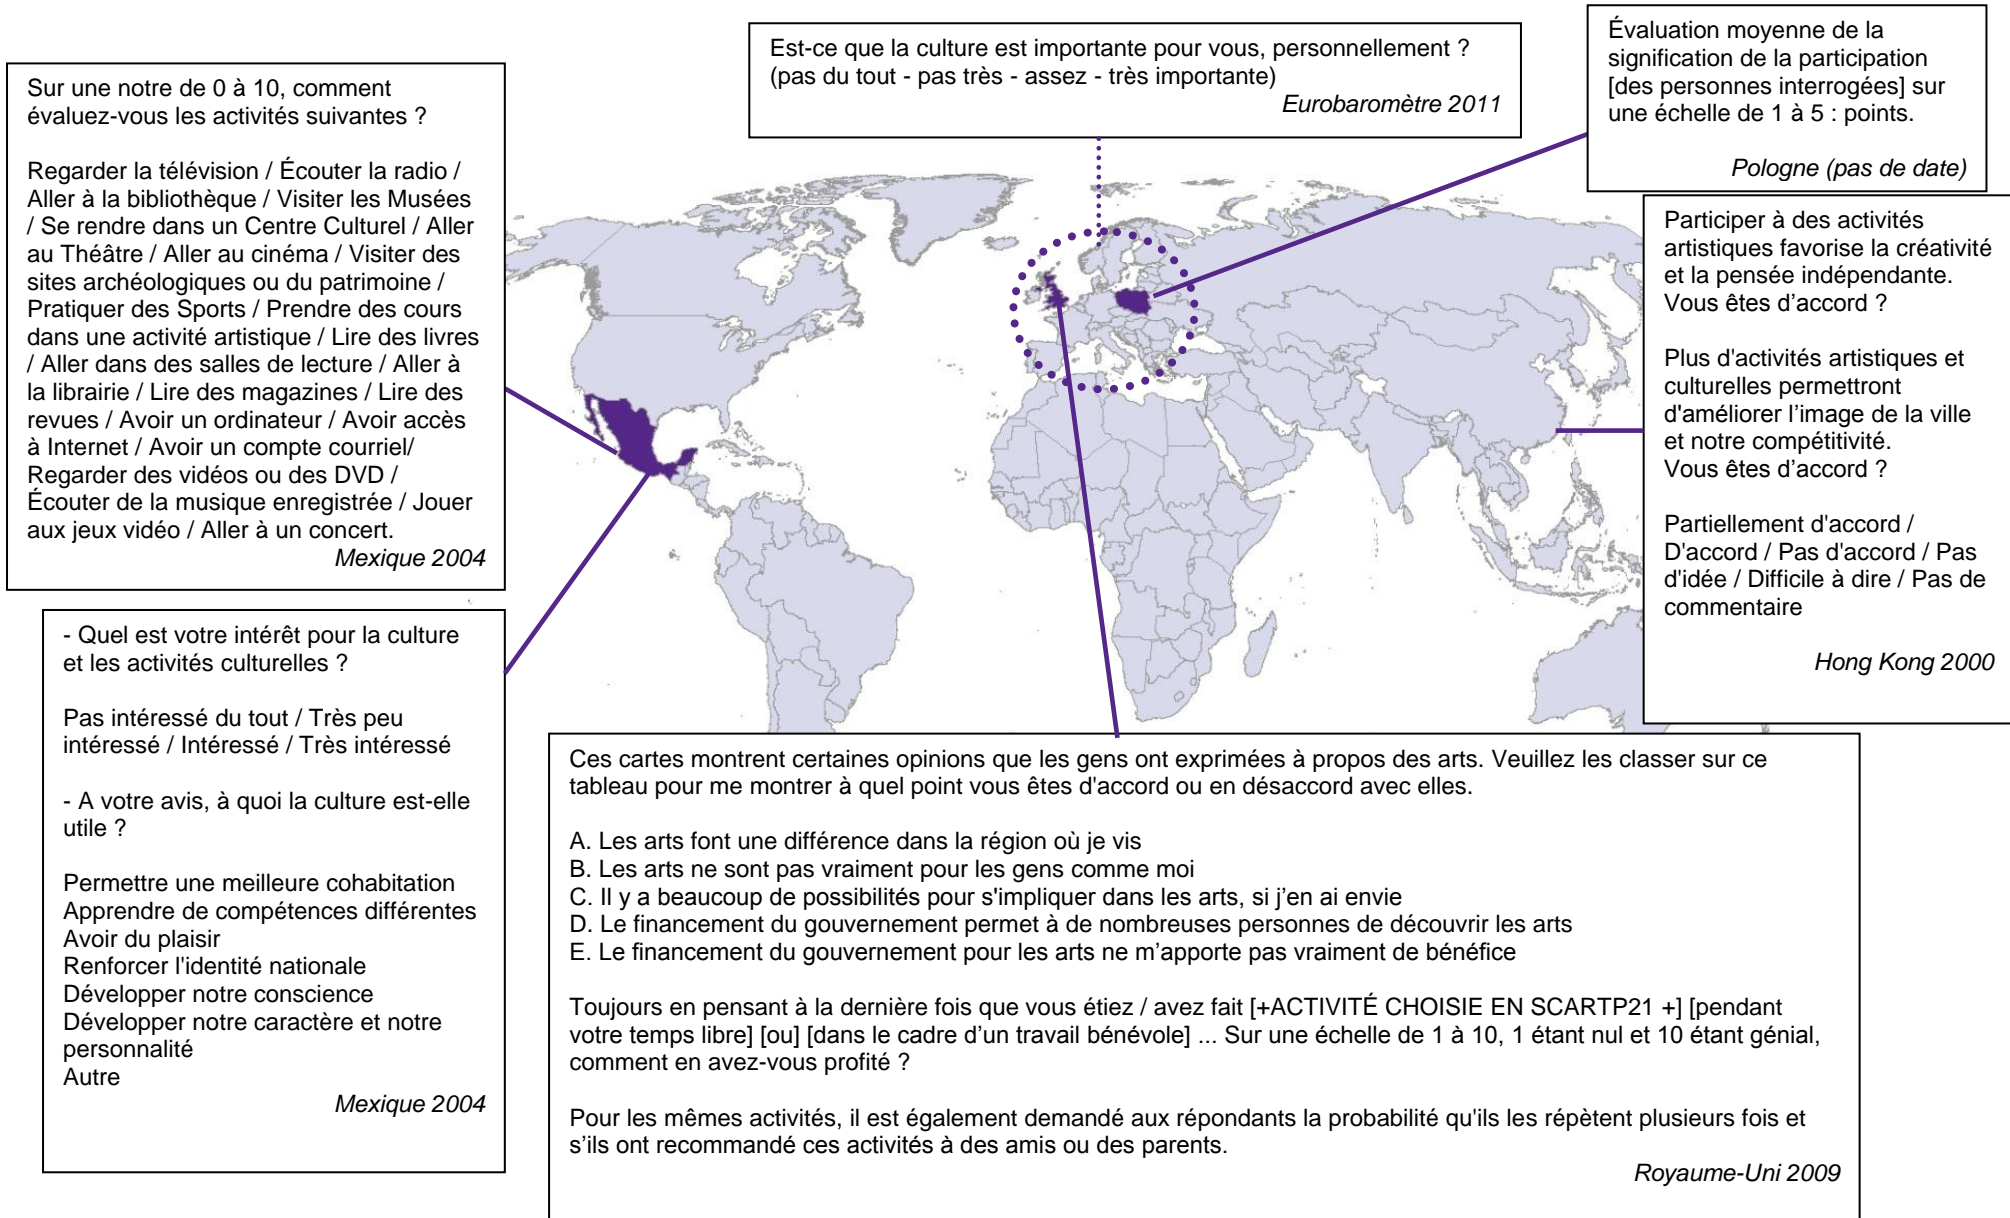 Sur une notre de 0 à 10, comment
évaluez-vous les activités suivantes ?
Regarder la télévision / Écouter la radio /
Aller à la bibliothèque / Visiter les Musées
/ Se rendre dans un Centre Culturel / Aller
au Théâtre / Aller au cinéma / Visiter des
sites archéologiques ou du patrimoine /
Pratiquer des Sports / Prendre des cours
dans une activité artistique / Lire des livres
/ Aller dans des salles de lecture / Aller à
la librairie / Lire des magazines / Lire des
revues / Avoir un ordinateur / Avoir accès
à Internet / Avoir un compte courriel/
Regarder des vidéos ou des DVD /
Écouter de la musique enregistrée / Jouer
aux jeux vidéo / Aller à un concert.
Mexique 2004
Est-ce que la culture est importante pour vous, personnellement ?
(pas du tout - pas très - assez - très importante)
Eurobaromètre 2011
Évaluation moyenne de la
signification de la participation
[des personnes interrogées] sur
une échelle de 1 à 5 : points.
Pologne (pas de date)
Participer à des activités
artistiques favorise la créativité
et la pensée indépendante.
Vous êtes d’accord ?
Plus d'activités artistiques et
culturelles permettront
d'améliorer l’image de la ville
et notre compétitivité.
Vous êtes d’accord ?
Partiellement d'accord /
D'accord / Pas d'accord / Pas
d'idée / Difficile à dire / Pas de
commentaire
Hong Kong 2000
- Quel est votre intérêt pour la culture
et les activités culturelles ?
Pas intéressé du tout / Très peu
intéressé / Intéressé / Très intéressé
- A votre avis, à quoi la culture est-elle
utile ?
Permettre une meilleure cohabitation
Apprendre de compétences différentes
Avoir du plaisir
Renforcer l'identité nationale
Développer notre conscience
Développer notre caractère et notre
personnalité
Autre
Mexique 2004
Ces cartes montrent certaines opinions que les gens ont exprimées à propos des arts. Veuillez les classer sur ce
tableau pour me montrer à quel point vous êtes d'accord ou en désaccord avec elles.
A. Les arts font une différence dans la région où je vis
B. Les arts ne sont pas vraiment pour les gens comme moi
C. Il y a beaucoup de possibilités pour s'impliquer dans les arts, si j’en ai envie
D. Le financement du gouvernement permet à de nombreuses personnes de découvrir les arts
E. Le financement du gouvernement pour les arts ne m’apporte pas vraiment de bénéfice
Toujours en pensant à la dernière fois que vous étiez / avez fait [+ACTIVITÉ CHOISIE EN SCARTP21 +] [pendant
votre temps libre] [ou] [dans le cadre d’un travail bénévole] ... Sur une échelle de 1 à 10, 1 étant nul et 10 étant génial,
comment en avez-vous profité ?
Pour les mêmes activités, il est également demandé aux répondants la probabilité qu'ils les répètent plusieurs fois et
s’ils ont recommandé ces activités à des amis ou des parents.
Royaume-Uni 2009